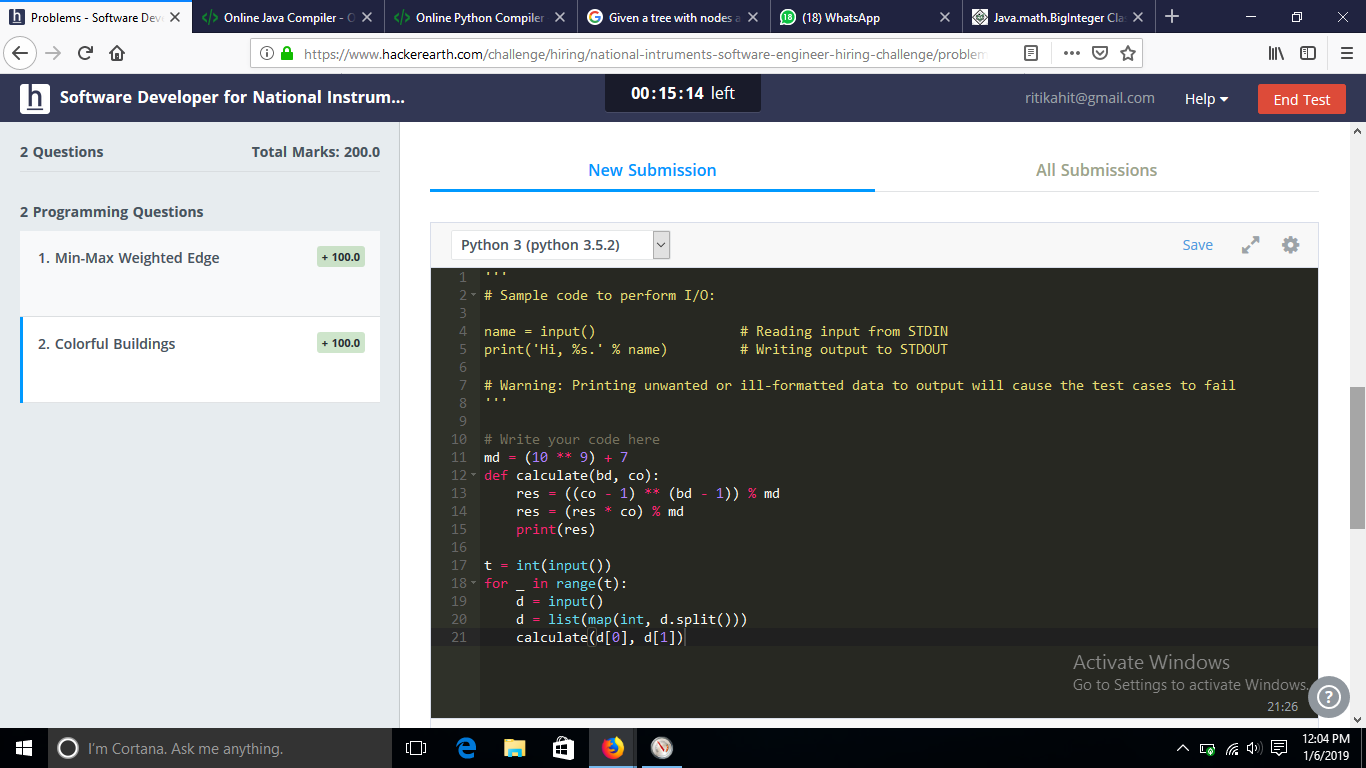 Problems - Software Dev
Online Java Compiler - O
Online Python Compiler
Given a tree with nodes a
(18) WhatsApp
Java.math.BigInteger Cla
https://www.hackerearth.com/challenge/hiring/national-intruments-software-engineer-hiring-challenge/problem
h
Software Developer for National Instrum...
00:15:14 left
ritikahit@gmail.com
Help
End Test
2 Questions
Total Marks: 200.0
2 Programming Questions
1. Min-Max Weighted Edge
+ 100.0
2. Colorful Buildings
+ 100.0
New Submission
All Submissions
Python 3 (python 3.5.2)
Save
1 '''
2 # Sample code to perform I/O:
3
4 name = input()                  # Reading input from STDIN
5 print('Hi, %s.' % name)         # Writing output to STDOUT
6
7 # Warning: Printing unwanted or ill-formatted data to output will cause the test cases to fail
8 '''
9
10 # Write your code here
11 md = (10 ** 9) + 7
12 def calculate(bd, co):
13     res = ((co - 1) ** (bd - 1)) % md
14     res = (res * co) % md
15     print(res)
16
17 t = int(input())
18 for _ in range(t):
19     d = input()
20     d = list(map(int, d.split()))
21     calculate(d[0], d[1])
Activate Windows
Go to Settings to activate Windows.
21:26
?
I'm Cortana. Ask me anything.
12:04 PM
1/6/2019